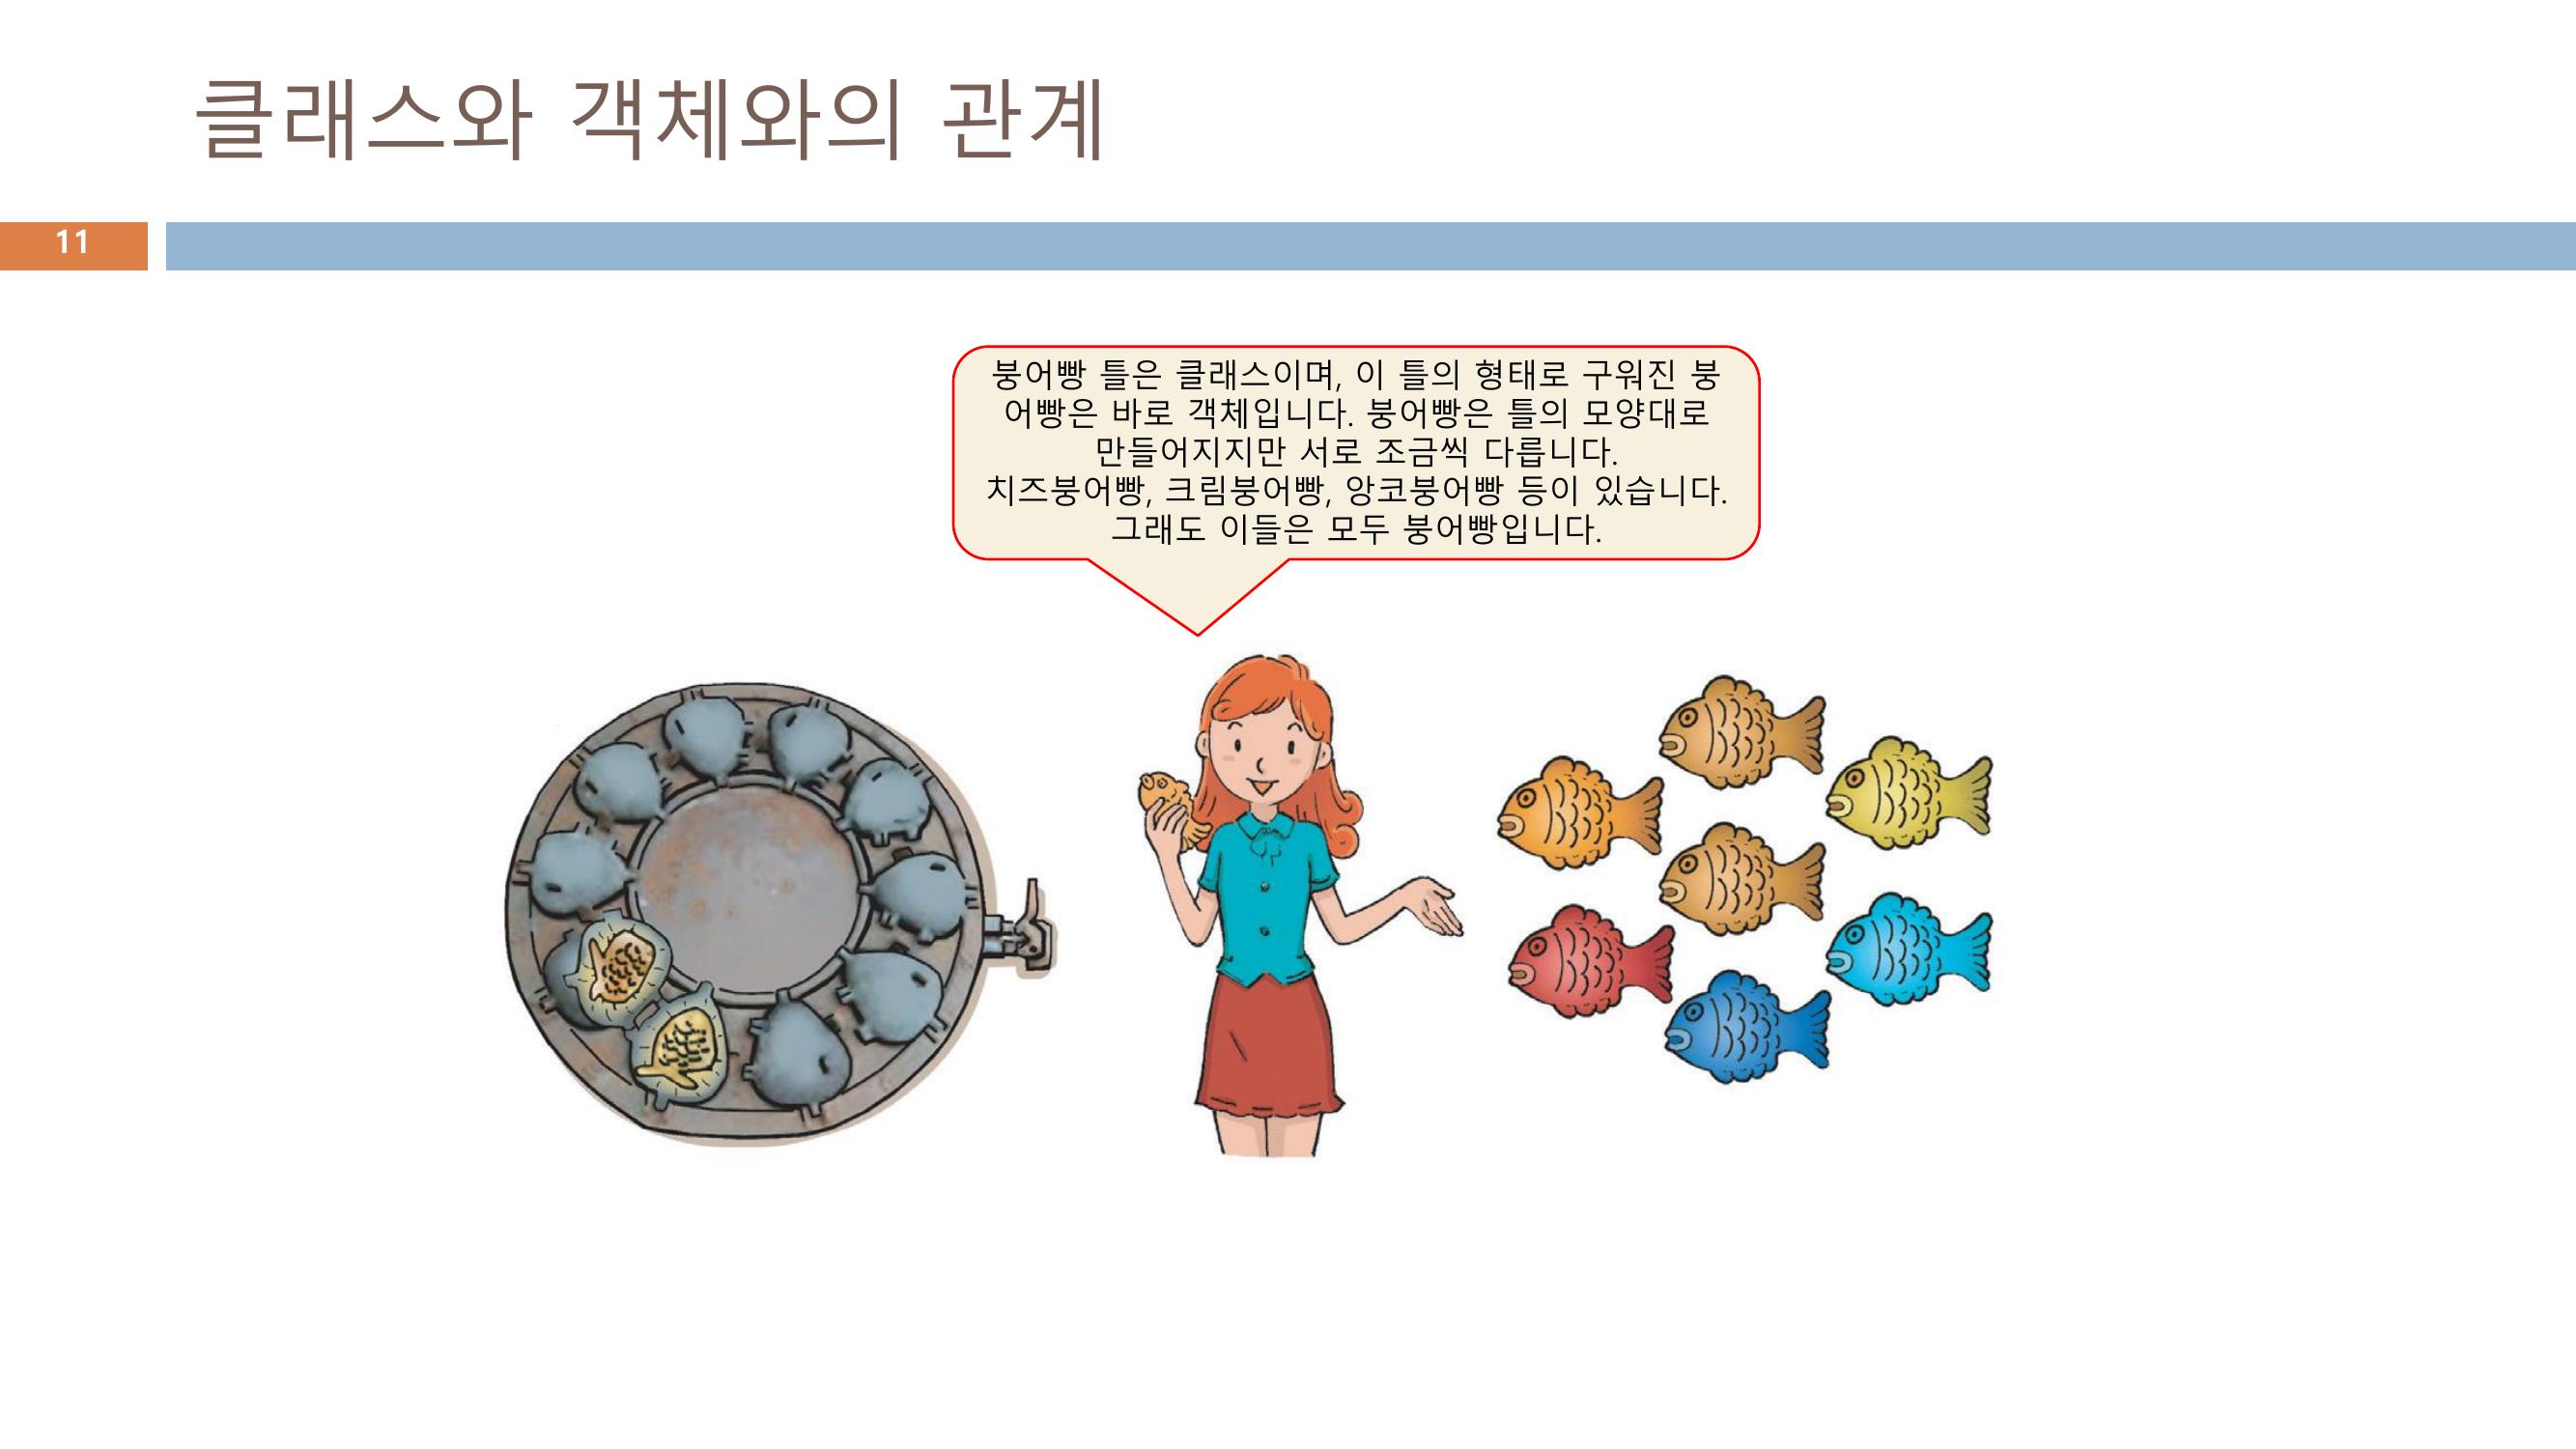 클래스와 객체와의 관계
11
붕어빵 틀은 클래스이며, 이 틀의 형태로 구워진 붕
어빵은 바로 객체입니다. 붕어빵은 틀의 모양대로
만들어지지만 서로 조금씩 다릅니다.
치즈붕어빵, 크림붕어빵, 앙코붕어빵 등이 있습니다.
그래도 이들은 모두 붕어빵입니다.